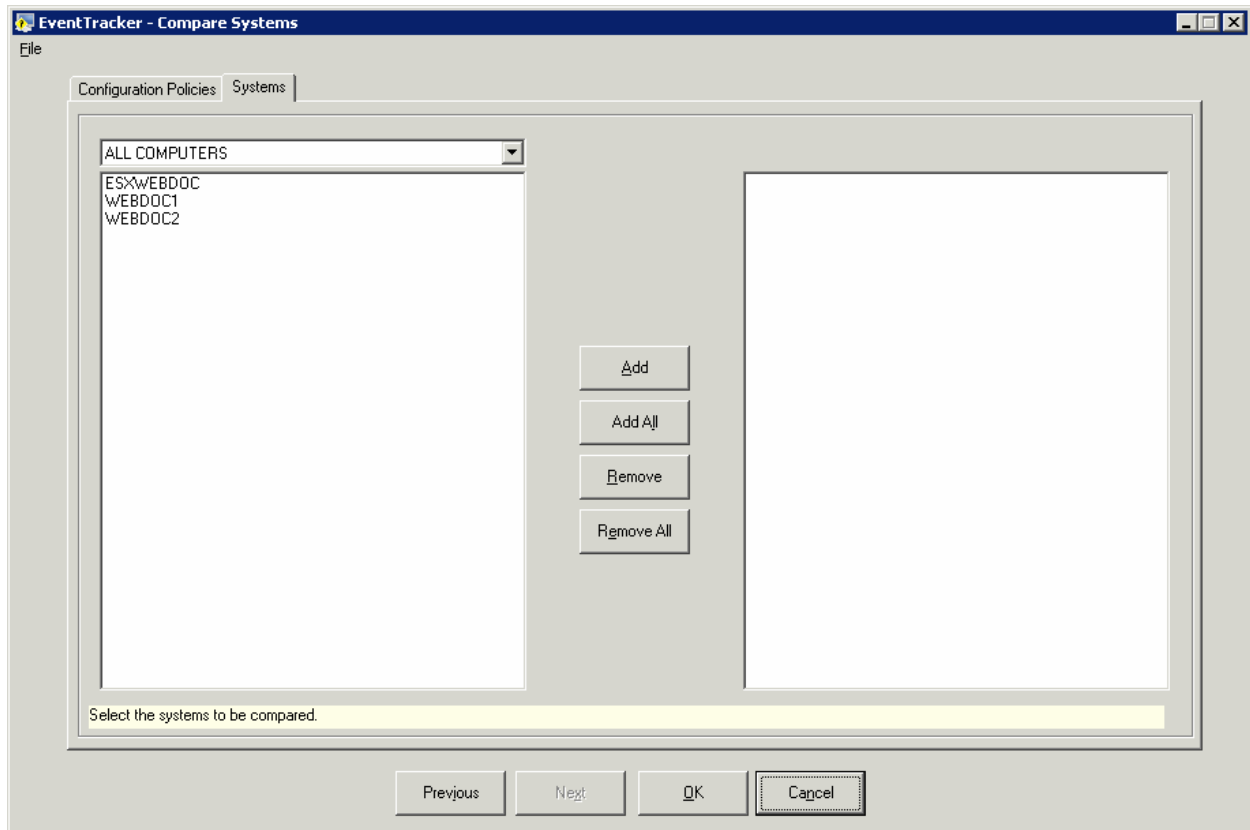 EventTracker - Compare Systems
File
Configuration Policies Systems
ALL COMPUTERS
ESXWEBDOC
WEBDOC1
WEBDOC2
Add
Add All
Remove
Remove All
Select the systems to be compared.
Previous Next OK Cancel